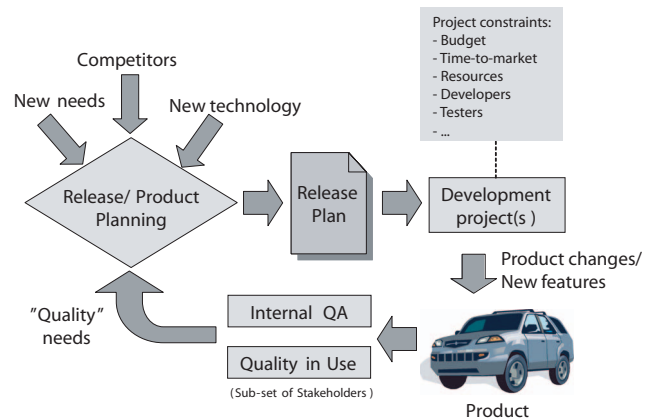 Competitors
New needs
New technology
Release/ Product
Planning
Release
Plan
Project constraints:
- Budget
- Time-to-market
- Resources
- Developers
- Testers
- ...
Development
project(s )
Product changes/
New features
Internal QA
Quality in Use
(Sub-set of Stakeholders)
"Quality"
needs
Product